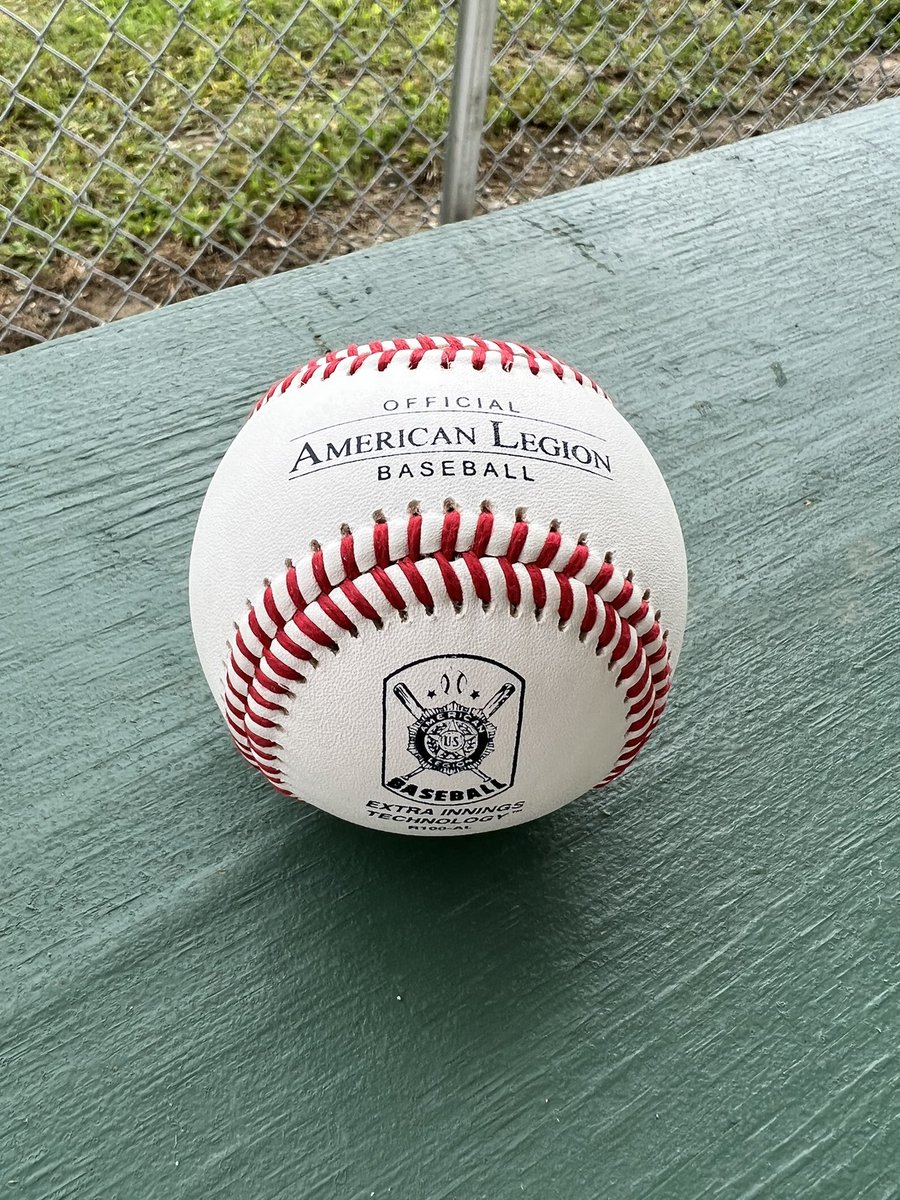 OFFICIAL
AMERICAN LEGION
BASEBALL
AMERICAN
US
LEGION
BASEBALL
EXTRA INNINGS
TECHNOLOGY™
R100-AL